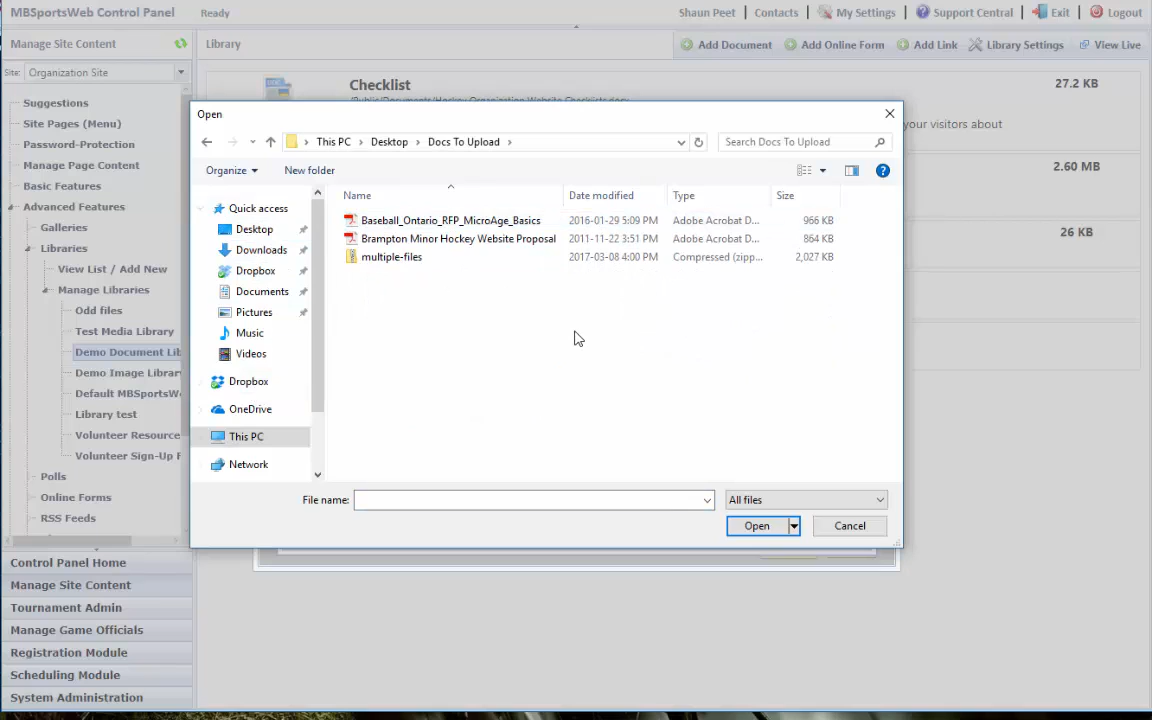 MBSportsWeb Control Panel
Ready
Shaun Peet
Contacts
My Settings
Support Central
Exit
Logout
Manage Site Content
Library
Add Document
Add Online Form
Add Link
Library Settings
View Live
Site: Organization Site
Suggestions
Site Pages (Menu)
Password-Protection
Manage Page Content
Basic Features
Advanced Features
Galleries
Libraries
View List / Add New
Manage Libraries
Odd files
Test Media Library
Demo Document Lib
Demo Image Librar
Default MBSportsW
Library test
Volunteer Resource
Volunteer Sign-Up F
Polls
Online Forms
RSS Feeds
Control Panel Home
Manage Site Content
Tournament Admin
Manage Game Officials
Registration Module
Scheduling Module
System Administration
Checklist
27.2 KB
your visitors about
2.60 MB
26 KB
Open
This PC
Desktop
Docs To Upload
Search Docs To Upload
Organize
New folder
Quick access
Desktop
Downloads
Dropbox
Documents
Pictures
Music
Videos
Dropbox
OneDrive
This PC
Network
Name Date modified Type Size
Baseball_Ontario_RFP_MicroAge_Basics 2016-01-29 5:09 PM Adobe Acrobat D... 966 KB
Brampton Minor Hockey Website Proposal 2011-11-22 3:51 PM Adobe Acrobat D... 864 KB
multiple-files 2017-03-08 4:00 PM Compressed (zipp... 2,027 KB
File name:
All files
Open
Cancel